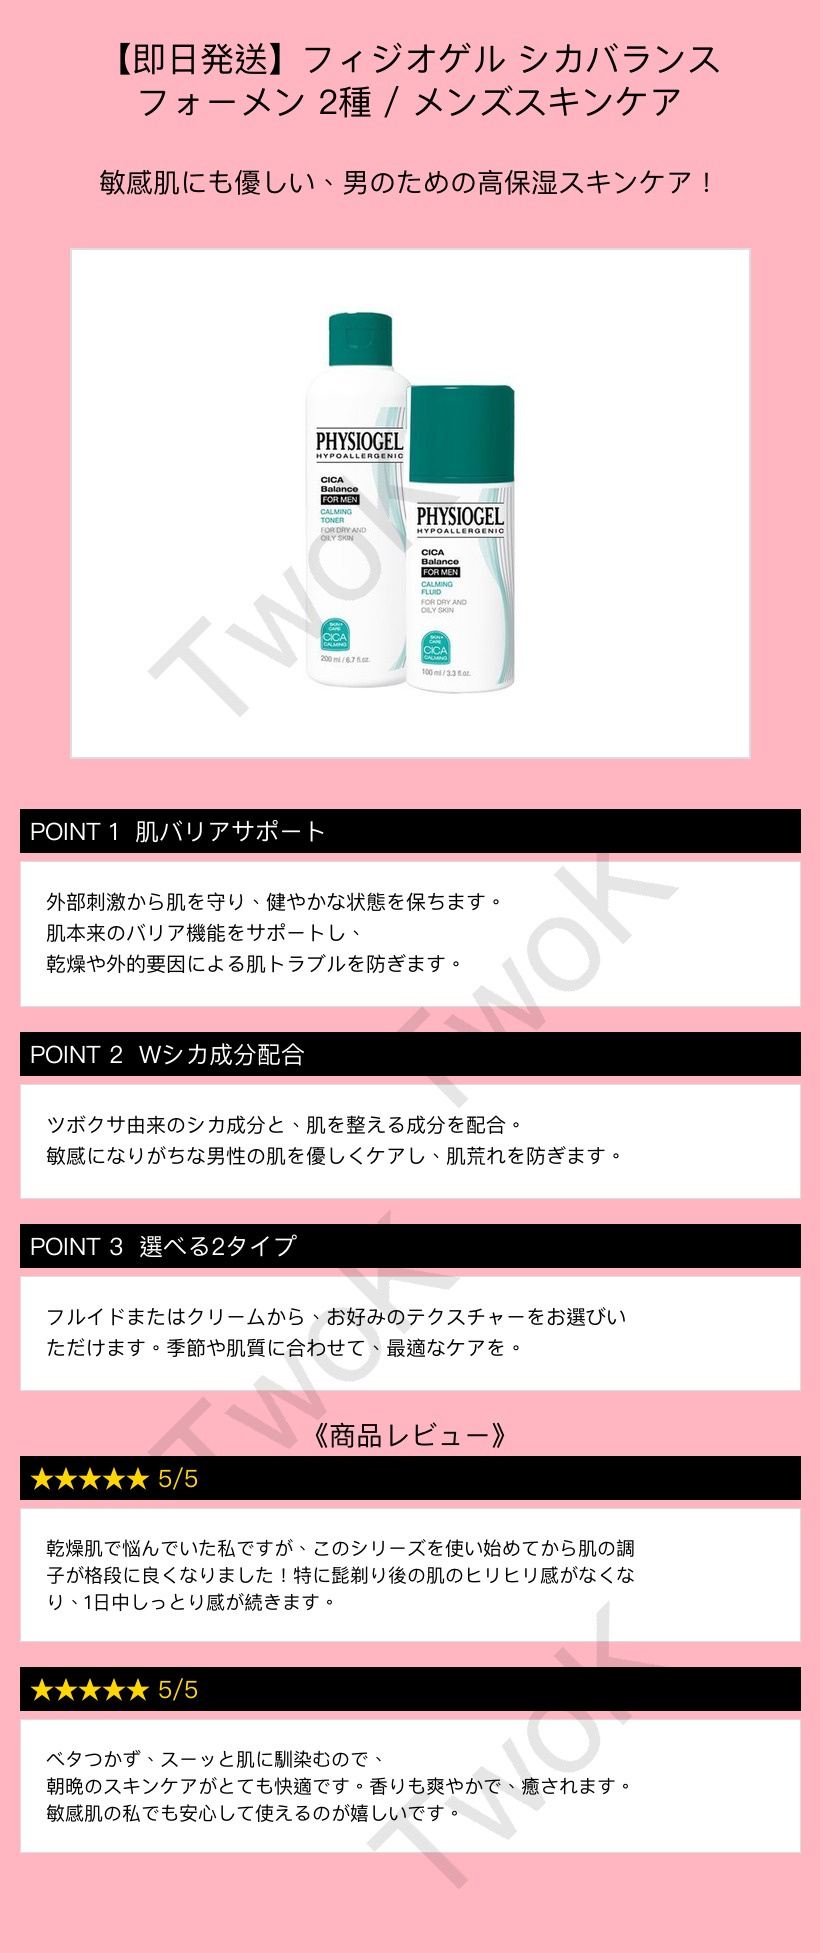 【即日発送】フィジオゲル シカバランス
フォーメン 2種 / メンズスキンケア
敏感肌にも優しい、男のための高保湿スキンケア！
PHYSIOGEL
HYPOALLERGENIC
CICA
Balance
FOR MEN
CALMING
TONER
FOR DRY AND
OILY SKIN
SKIN+
CARE
CICA
CALMING
200 ml / 6.7 fl.oz.
PHYSIOGEL
HYPOALLERGENIC
CICA
Balance
FOR MEN
CALMING
FLUID
FOR DRY AND
OILY SKIN
SKIN+
CARE
CICA
CALMING
100 ml / 3.3 fl.oz.
TwoK
POINT 1 肌バリアサポート
外部刺激から肌を守り、健やかな状態を保ちます。
肌本来のバリア機能をサポートし、
乾燥や外的要因による肌トラブルを防ぎます。
TwoK
POINT 2 Wシカ成分配合
ツボクサ由来のシカ成分と、肌を整える成分を配合。
敏感になりがちな男性の肌を優しくケアし、肌荒れを防ぎます。
POINT 3 選べる2タイプ
フルイドまたはクリームから、お好みのテクスチャーをお選びい
ただけます。季節や肌質に合わせて、最適なケアを。
TwoK
《商品レビュー》
★★★★★ 5/5
乾燥肌で悩んでいた私ですが、このシリーズを使い始めてから肌の調
子が格段に良くなりました！特に髭剃り後の肌のヒリヒリ感がなくな
り、1日中しっとり感が続きます。
★★★★★ 5/5
ベタつかず、スーッと肌に馴染むので、
朝晩のスキンケアがとても快適です。香りも爽やかで、癒されます。
敏感肌の私でも安心して使えるのが嬉しいです。
TwoK